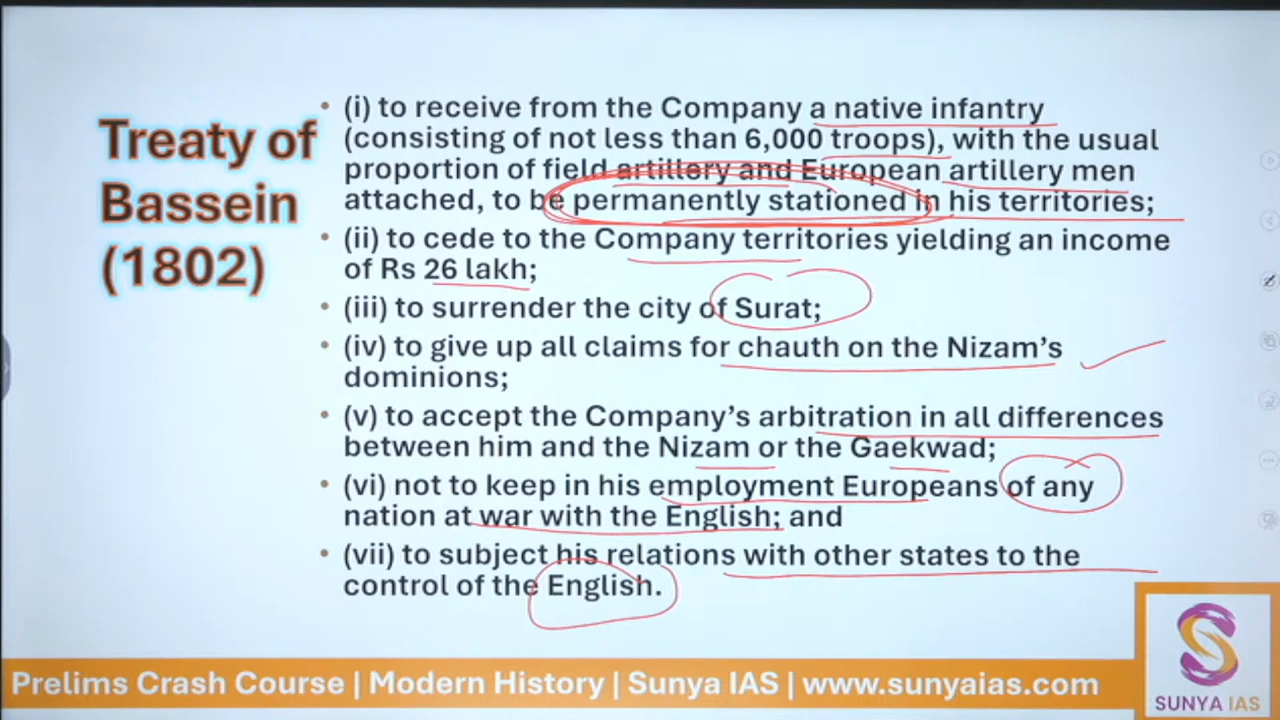 Treaty of
Bassein
(1802)
• (i) to receive from the Company a native infantry
(consisting of not less than 6,000 troops), with the usual
proportion of field artillery and European artillery men
attached, to be permanently stationed in his territories;
• (ii) to cede to the Company territories yielding an income
of Rs 26 lakh;
• (iii) to surrender the city of Surat;
• (iv) to give up all claims for chauth on the Nizam's
dominions;
• (v) to accept the Company's arbitration in all differences
between him and the Nizam or the Gaekwad;
• (vi) not to keep in his employment Europeans of any
nation at war with the English; and
• (vii) to subject his relations with other states to the
control of the English.
Prelims Crash Course | Modern History | Sunya IAS | www.sunyaias.com
SUNYA IAS